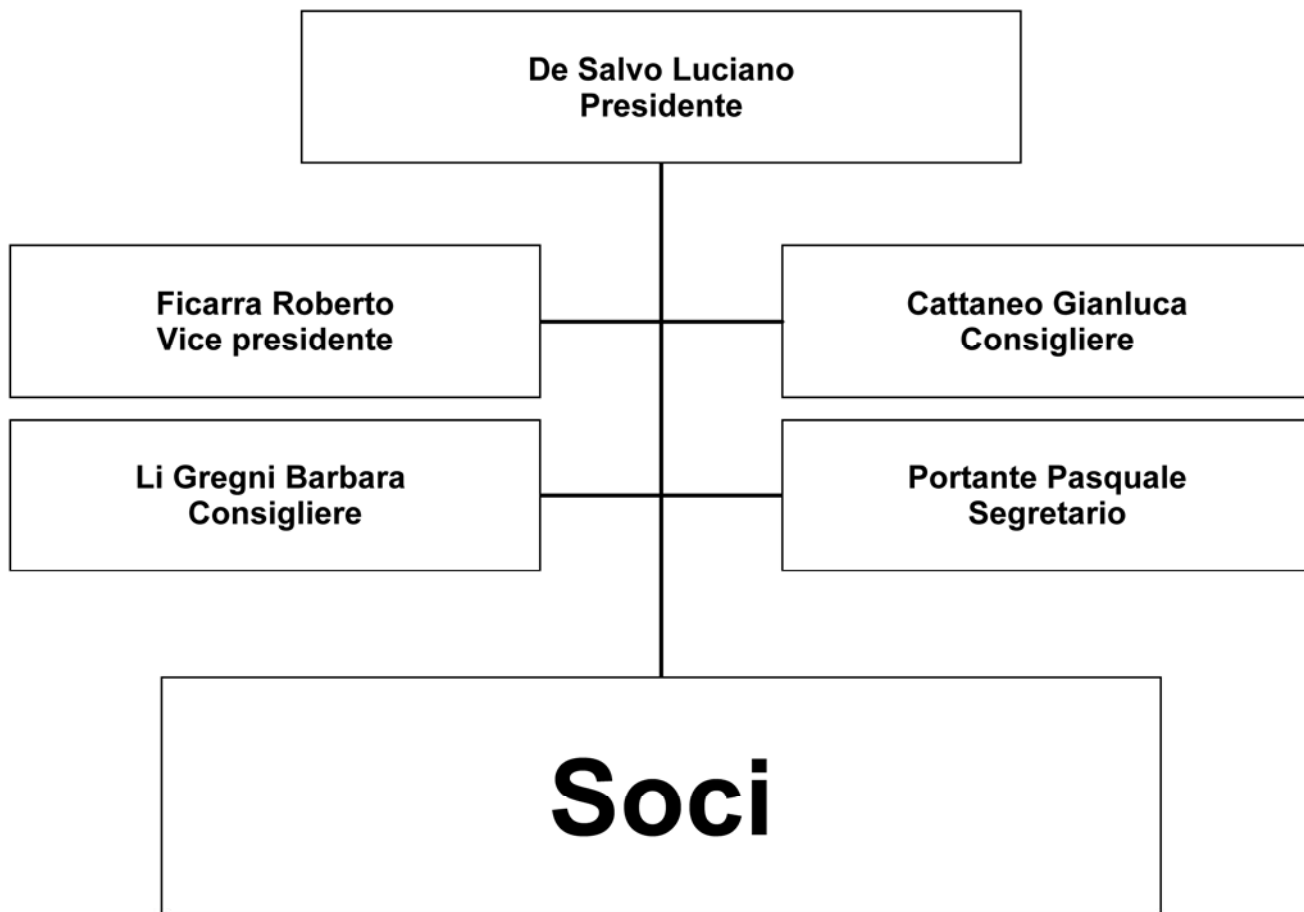 De Salvo Luciano
Presidente
Ficarra Roberto
Vice presidente
Cattaneo Gianluca
Consigliere
Li Gregni Barbara
Consigliere
Portante Pasquale
Segretario
Soci